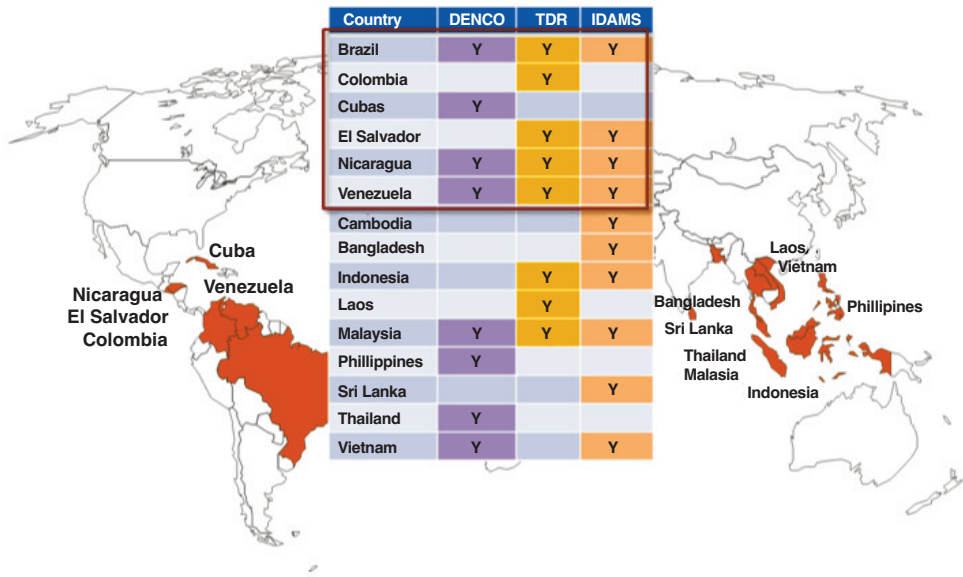 Country DENCO TDR IDAMS
Brazil Y Y Y
Colombia Y
Cubas Y
El Salvador Y Y
Nicaragua Y Y Y
Venezuela Y Y Y
Cambodia Y
Bangladesh Y
Indonesia Y Y
Laos Y
Malaysia Y Y Y
Phillippines Y
Sri Lanka Y
Thailand Y
Vietnam Y Y
Cuba
Venezuela
Nicaragua
El Salvador
Colombia
Laos,
Vietnam
Bangladesh
Sri Lanka
Phillipines
Thailand
Malasia
Indonesia